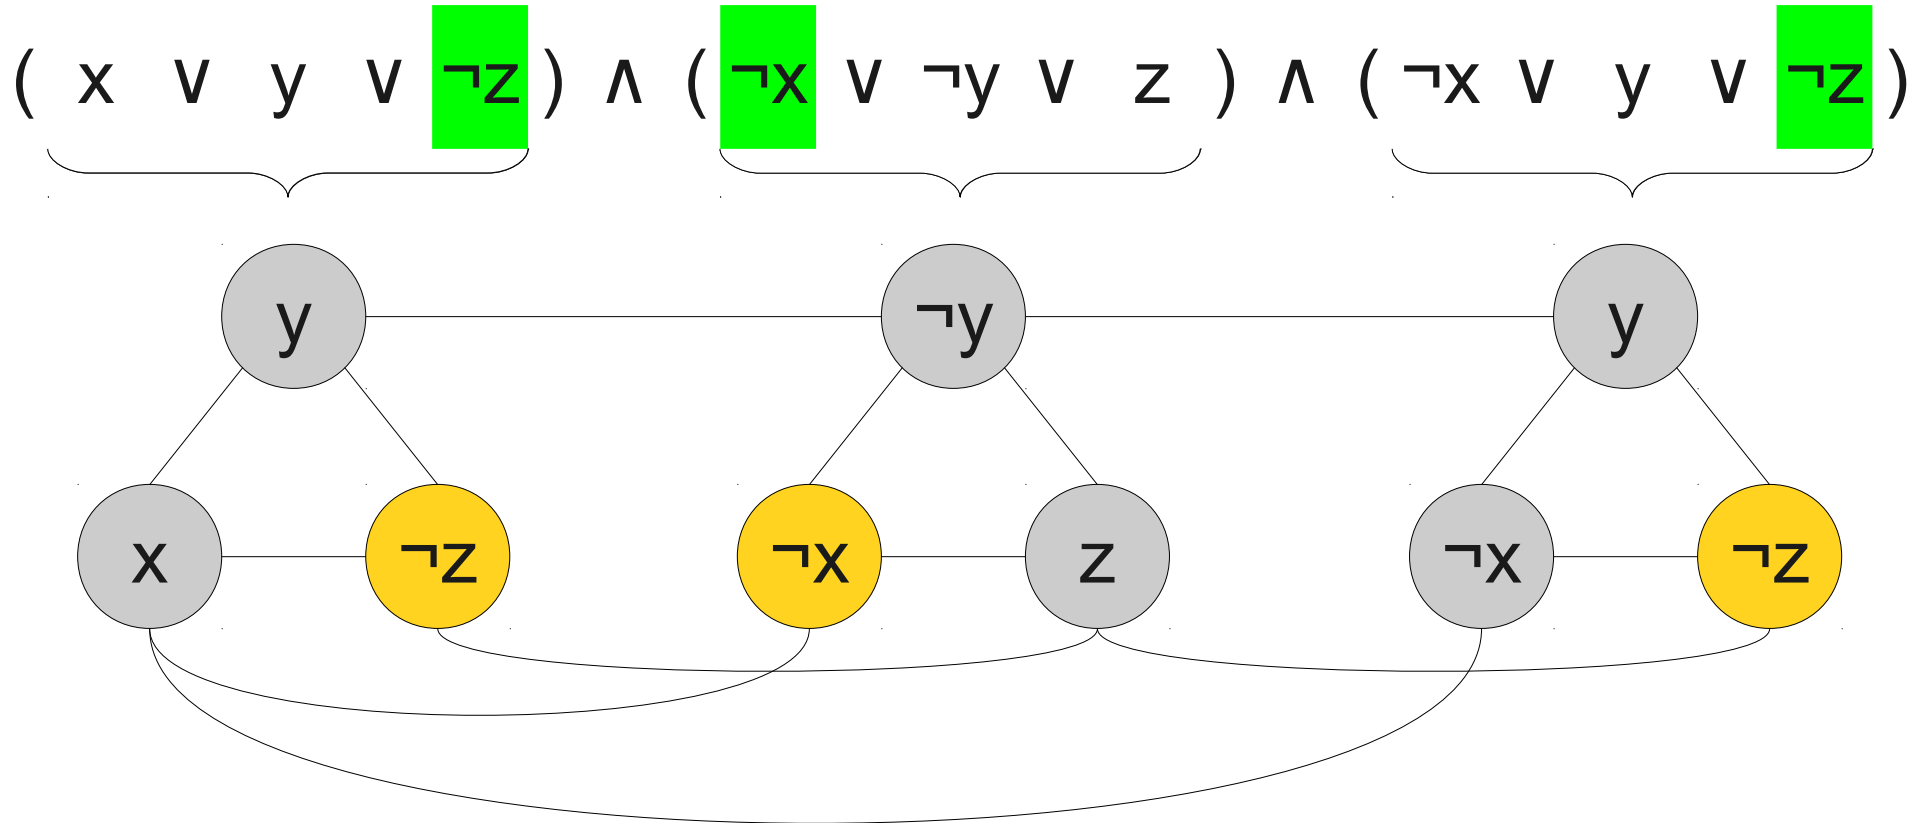 ( x ∨ y ∨ ¬z ) ∧ ( ¬x ∨ ¬y ∨ z ) ∧ ( ¬x ∨ y ∨ ¬z )
y ¬y y
x ¬z ¬x z ¬x ¬z